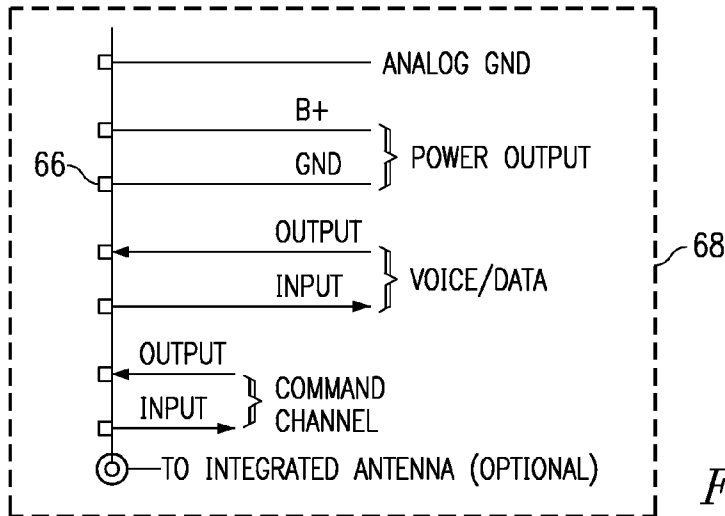 ANALOG GND
B+
POWER OUTPUT
66
GND
OUTPUT
68
VOICE/DATA
INPUT
OUTPUT
COMMAND
CHANNEL
INPUT
TO INTEGRATED ANTENNA (OPTIONAL)
F